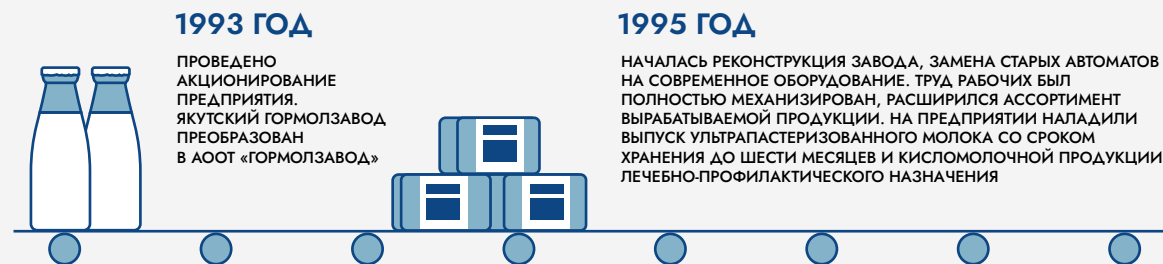 1993 ГОД
ПРОВЕДЕНО
АКЦИОНИРОВАНИЕ
ПРЕДПРИЯТИЯ.
ЯКУТСКИЙ ГОРМОЛЗАВОД
ПРЕОБРАЗОВАН
В АООТ «ГОРМОЛЗАВОД»
1995 ГОД
НАЧАЛАСЬ РЕКОНСТРУКЦИЯ ЗАВОДА, ЗАМЕНА СТАРЫХ АВТОМАТОВ
НА СОВРЕМЕННОЕ ОБОРУДОВАНИЕ. ТРУД РАБОЧИХ БЫЛ
ПОЛНОСТЬЮ МЕХАНИЗИРОВАН, РАСШИРИЛСЯ АССОРТИМЕНТ
ВЫРАБАТЫВАЕМОЙ ПРОДУКЦИИ. НА ПРЕДПРИЯТИИ НАЛАДИЛИ
ВЫПУСК УЛЬТРАПАСТЕРИЗОВАННОГО МОЛОКА СО СРОКОМ
ХРАНЕНИЯ ДО ШЕСТИ МЕСЯЦЕВ И КИСЛОМОЛОЧНОЙ ПРОДУКЦИИ
ЛЕЧЕБНО-ПРОФИЛАКТИЧЕСКОГО НАЗНАЧЕНИЯ